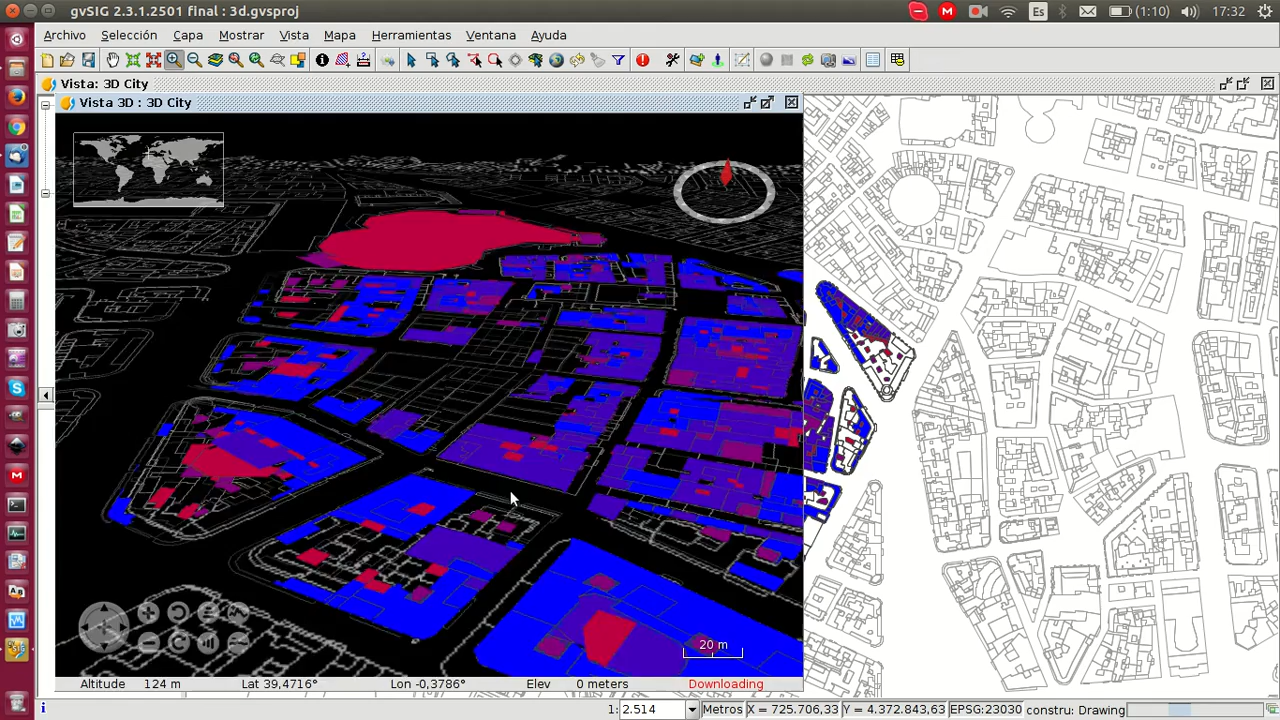 gvSIG 2.3.1.2501 fInal : 3d.gvsproj
M
Es
(1:10)
17:32
Archivo Selección Capa Mostrar Vista Mapa Herramientas Ventana Ayuda
Vista: 3D City
Vista 3D : 3D City
20 m
Altitude 124 m Lat 39,4716° Lon -0,3786° Elev 0 meters Downloading
1: 2.514 Metros X = 725.706,33 Y = 4.372.843,63 EPSG:23030 constru: Drawing